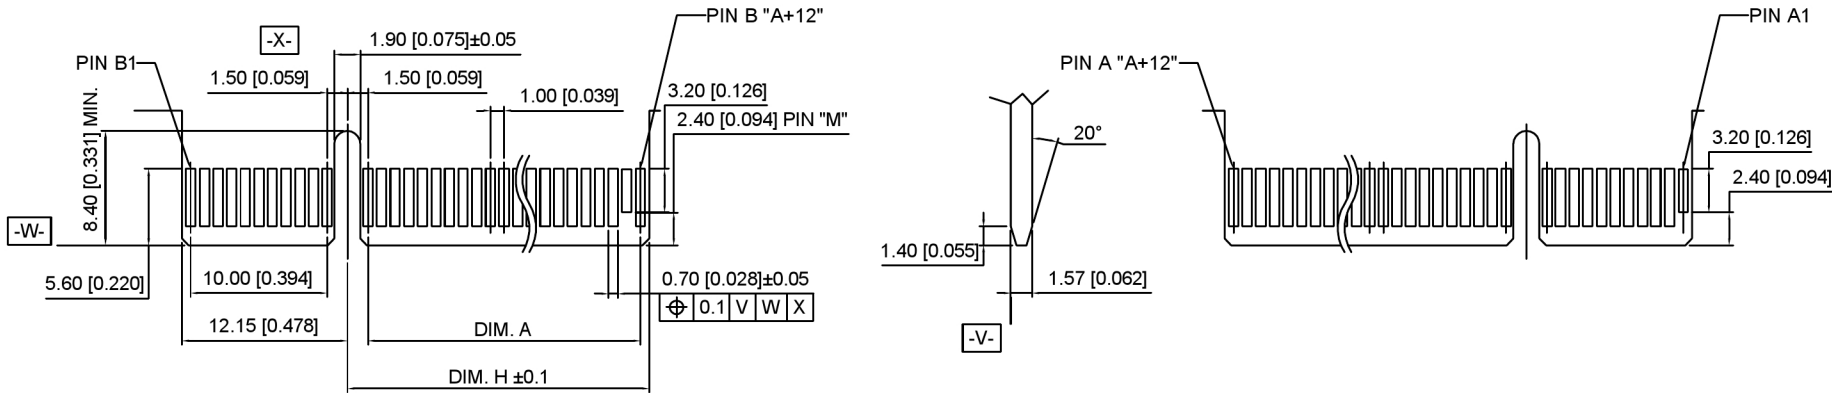 PIN B "A+12"
-X-
1.90 [0.075]±0.05
PIN B1
1.50 [0.059]
1.50 [0.059]
1.00 [0.039]
3.20 [0.126]
2.40 [0.094] PIN "M"
8.40 [0.331] MIN.
-W-
5.60 [0.220]
10.00 [0.394]
0.70 [0.028]±0.05
⌖ 0.1 V W X
12.15 [0.478]
DIM. A
DIM. H ±0.1
20°
1.40 [0.055]
1.57 [0.062]
-V-
PIN A1
PIN A "A+12"
3.20 [0.126]
2.40 [0.094]